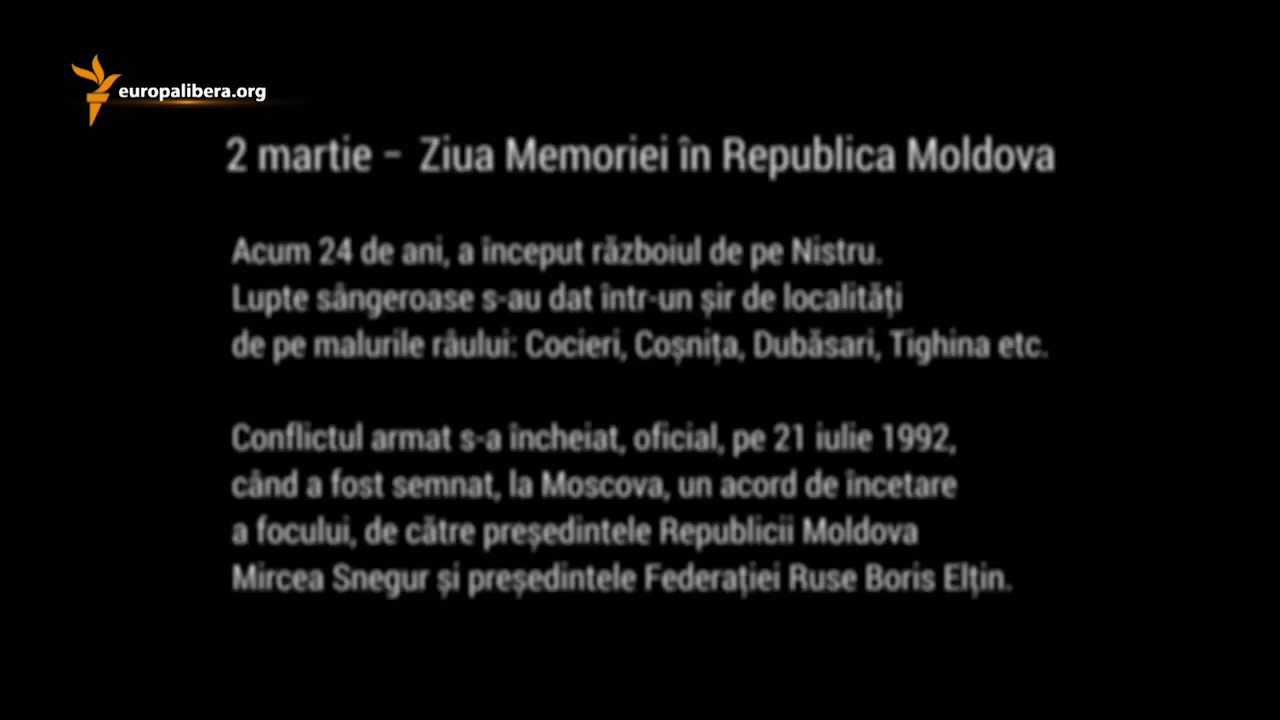 europalibera.org
2 martie – Ziua Memoriei în Republica Moldova
Acum 24 de ani, a început războiul de pe Nistru.
Lupte sângeroase s-au dat într-un șir de localități
de pe malurile râului: Cocieri, Coșnița, Dubăsari, Tighina etc.
Conflictul armat s-a încheiat, oficial, pe 21 iulie 1992,
când a fost semnat, la Moscova, un acord de încetare
a focului, de către președintele Republicii Moldova
Mircea Snegur și președintele Federației Ruse Boris Elțin.